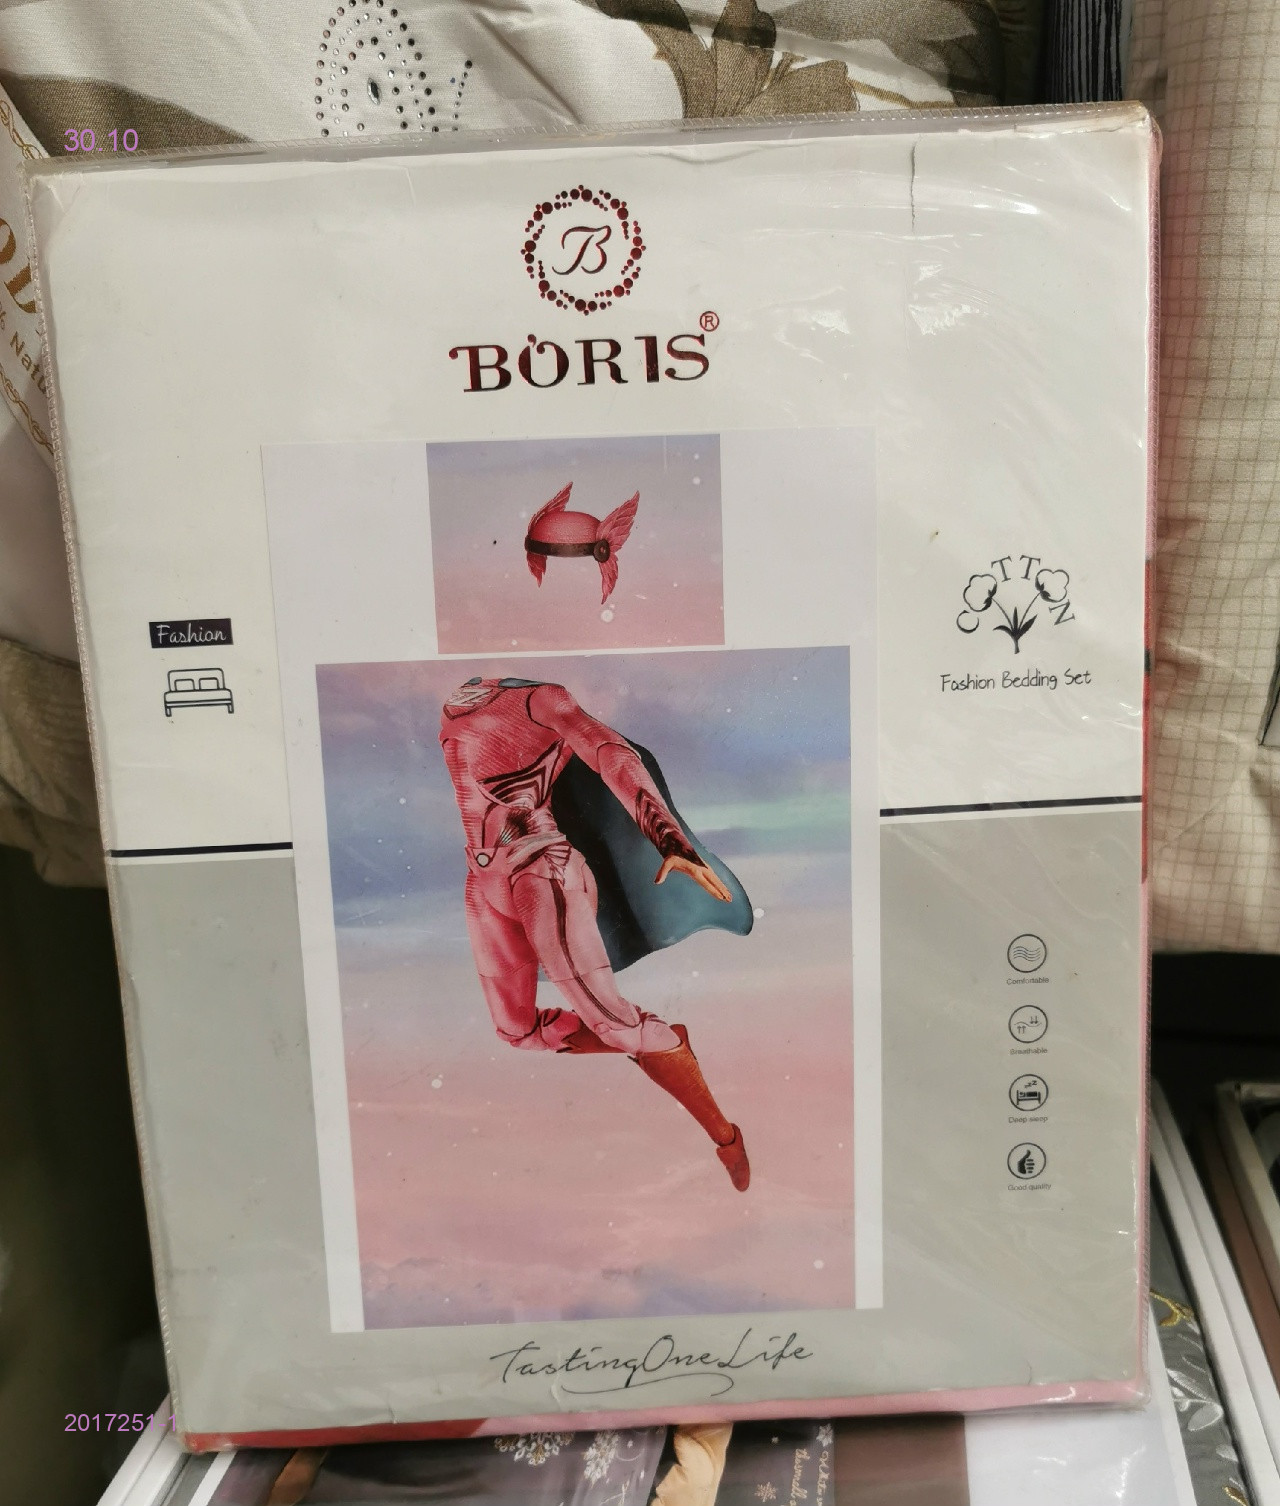 30.10
B
BORIS®
Fashion
COTTON
Fashion Bedding Set
Comfortable
Breathable
Deep sleep
Good quality
TastingOneLife
2017251-1